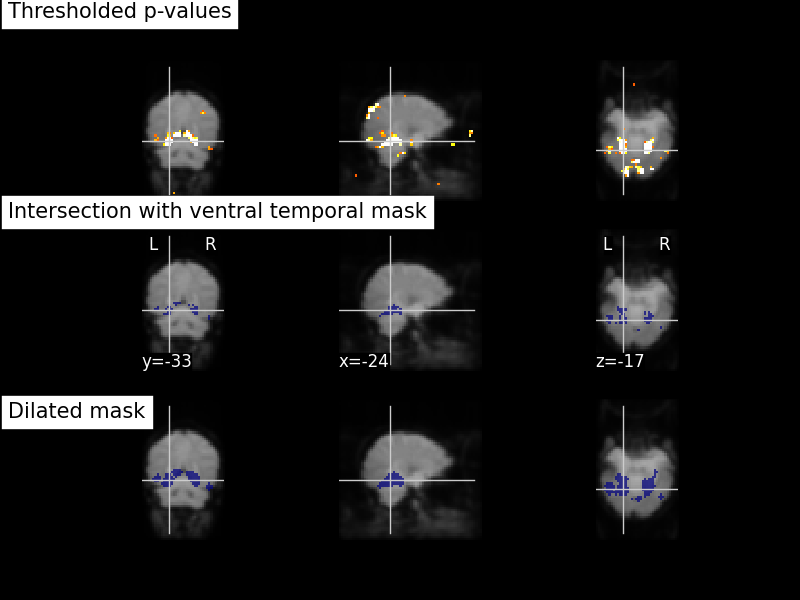 Thresholded p-values
Intersection with ventral temporal mask
L R L R
y=-33 x=-24 z=-17
Dilated mask